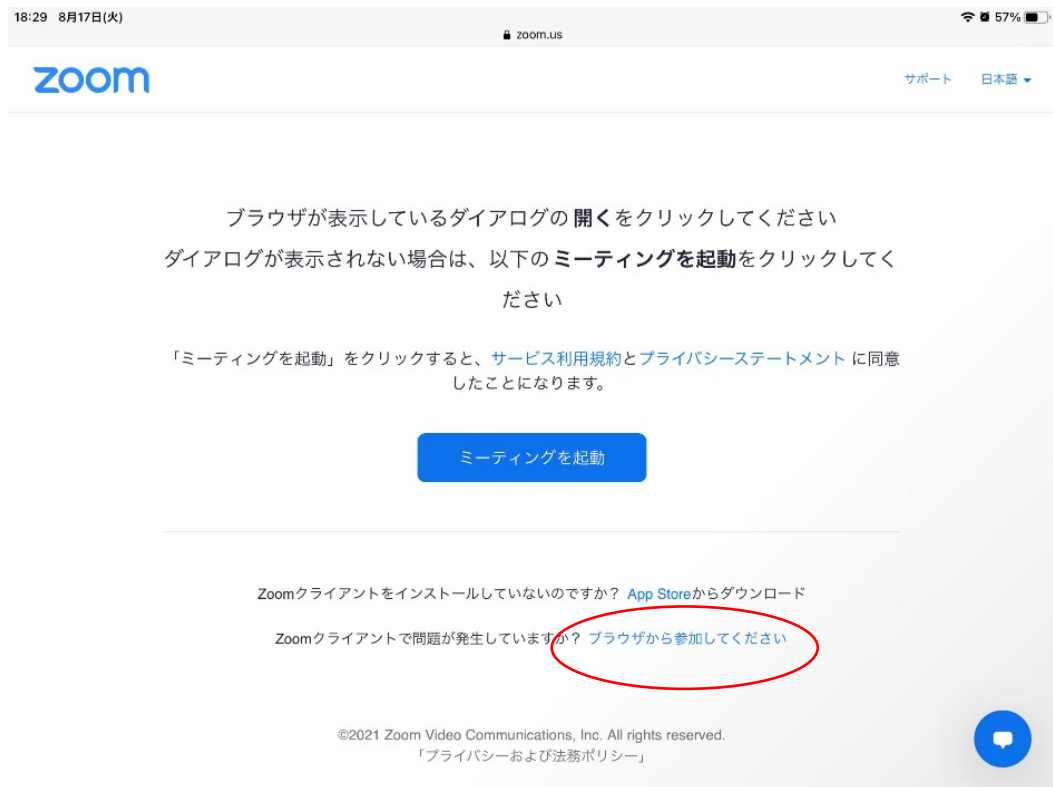 18:29 8月17日(火)
57%
zoom.us
zoom
サポート 日本語
ブラウザが表示しているダイアログの 開くをクリックしてください
ダイアログが表示されない場合は、以下の ミーティングを起動をクリックしてく
ださい
「ミーティングを起動」をクリックすると、サービス利用規約とプライバシーステートメント に同意
したことになります。
ミーティングを起動
Zoomクライアントをインストールしていないのですか？ App Storeからダウンロード
Zoomクライアントで問題が発生していますか？ ブラウザから参加してください
©2021 Zoom Video Communications, Inc. All rights reserved.
「プライバシーおよび法務ポリシー」